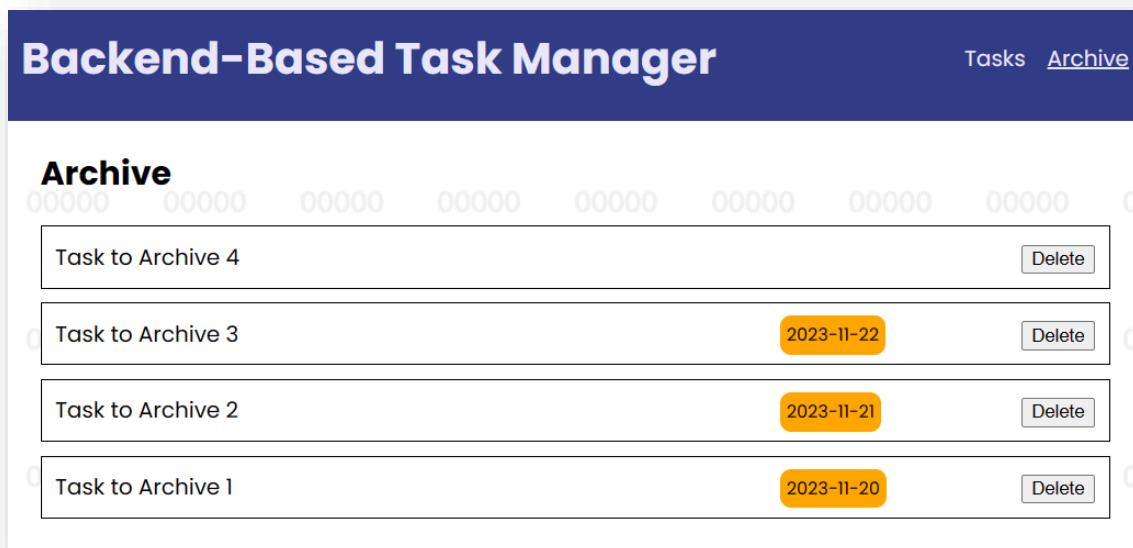 Backend-Based Task Manager Tasks Archive
Archive
00000 00000 00000 00000 00000 00000 00000 00000
Task to Archive 4 Delete
Task to Archive 3 2023-11-22 Delete
Task to Archive 2 2023-11-21 Delete
Task to Archive 1 2023-11-20 Delete